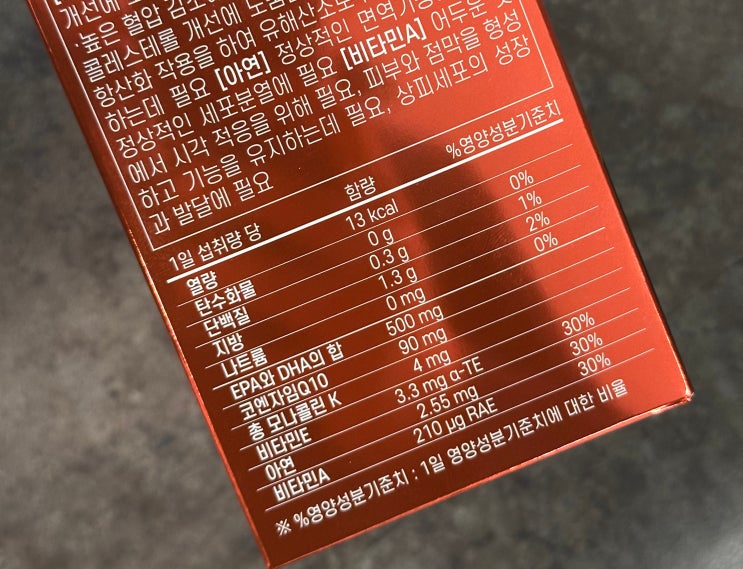 개선에
·높은 혈압 감소
콜레스테롤 개선에
항산화 작용을 하여 유해산소로
하는데 필요 [아연] 정상적인 면역기능
정상적인 세포분열에 필요 [비타민A] 어두운 곳
에서 시각 적응을 위해 필요, 피부와 점막을 형성
하고 기능을 유지하는데 필요, 상피세포의 성장
과 발달에 필요
1일 섭취량 당 함량 %영양성분기준치
열량 13 kcal
탄수화물 0 g 0%
단백질 0.3 g 1%
지방 1.3 g 2%
나트륨 0 mg 0%
EPA와 DHA의 합 500 mg
코엔자임Q10 90 mg
총 모나콜린 K 4 mg
비타민E 3.3 mg α-TE 30%
아연 2.55 mg 30%
비타민A 210 µg RAE 30%
※ %영양성분기준치 : 1일 영양성분기준치에 대한 비율